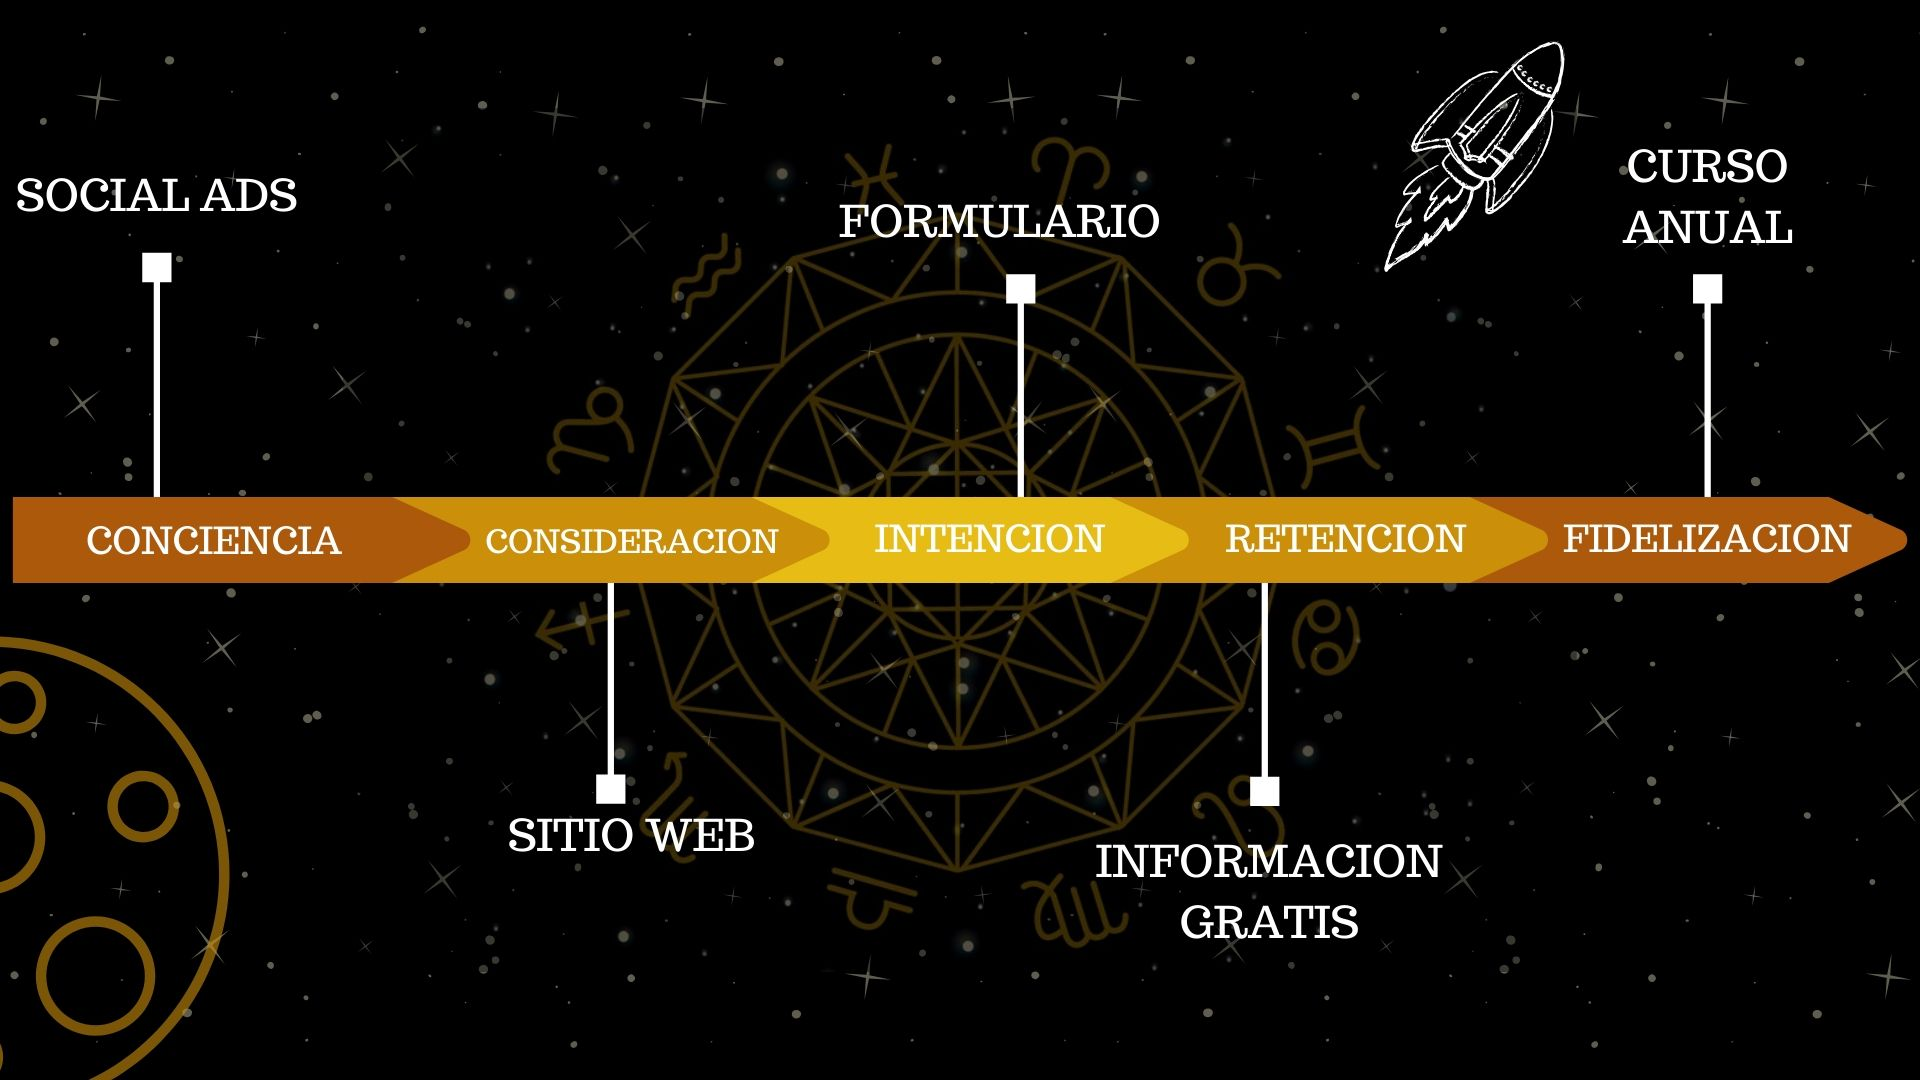 SOCIAL ADS
FORMULARIO
CURSO
ANUAL
CONCIENCIA
CONSIDERACION
INTENCION
RETENCION
FIDELIZACION
SITIO WEB
INFORMACION
GRATIS